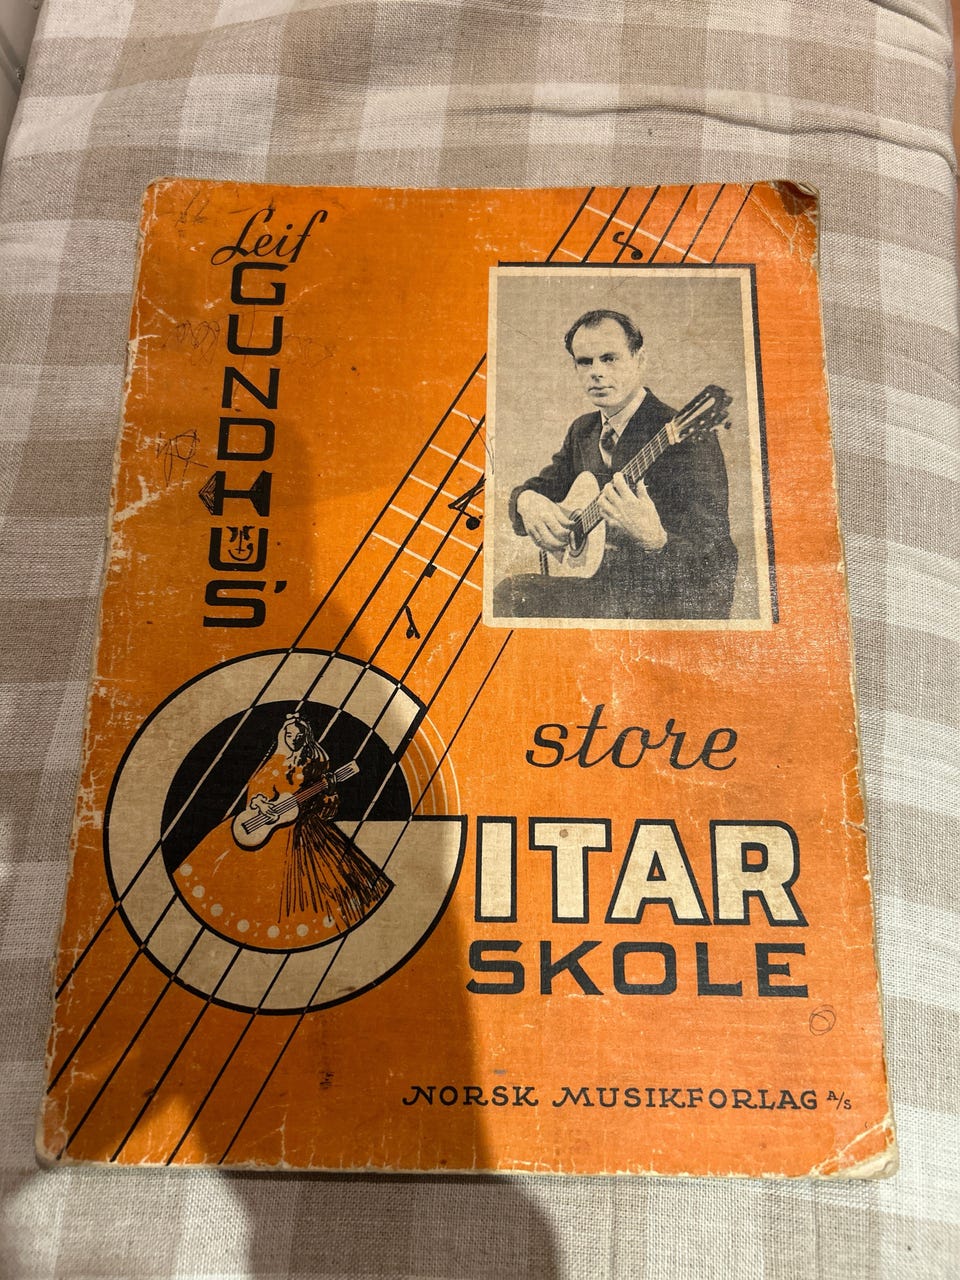 Leif
GUNDHUS'
store
GITAR
SKOLE
NORSK MUSIKFORLAG A/S